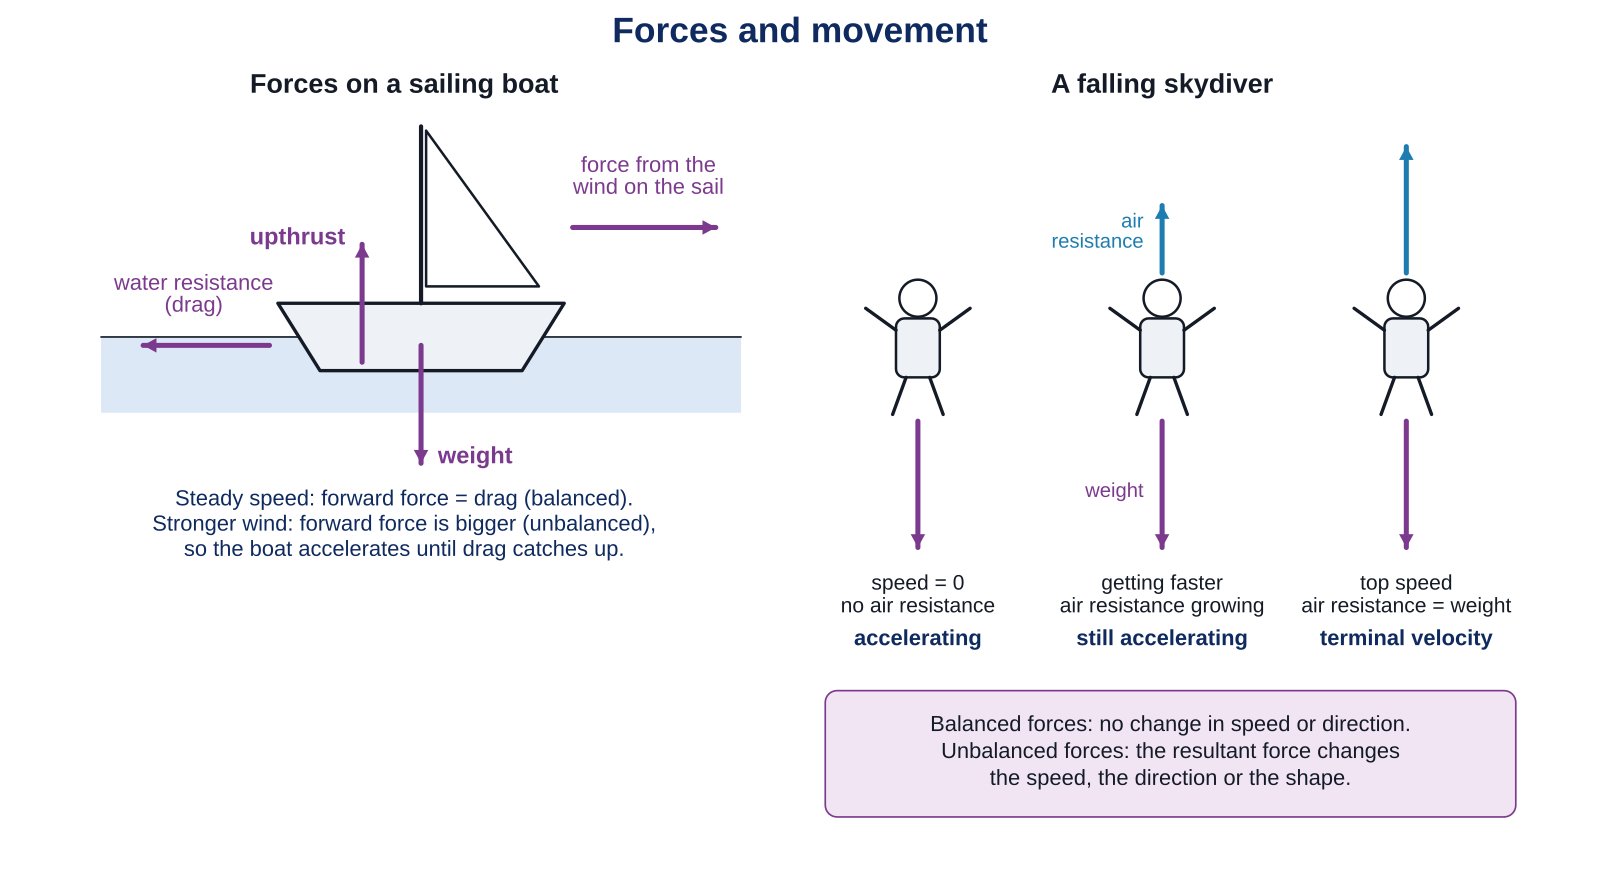 Forces and movement
Forces on a sailing boat
force from the
wind on the sail
upthrust
water resistance
(drag)
weight
Steady speed: forward force = drag (balanced).
Stronger wind: forward force is bigger (unbalanced),
so the boat accelerates until drag catches up.
A falling skydiver
air
resistance
weight
speed = 0
no air resistance
accelerating
getting faster
air resistance growing
still accelerating
top speed
air resistance = weight
terminal velocity
Balanced forces: no change in speed or direction.
Unbalanced forces: the resultant force changes
the speed, the direction or the shape.